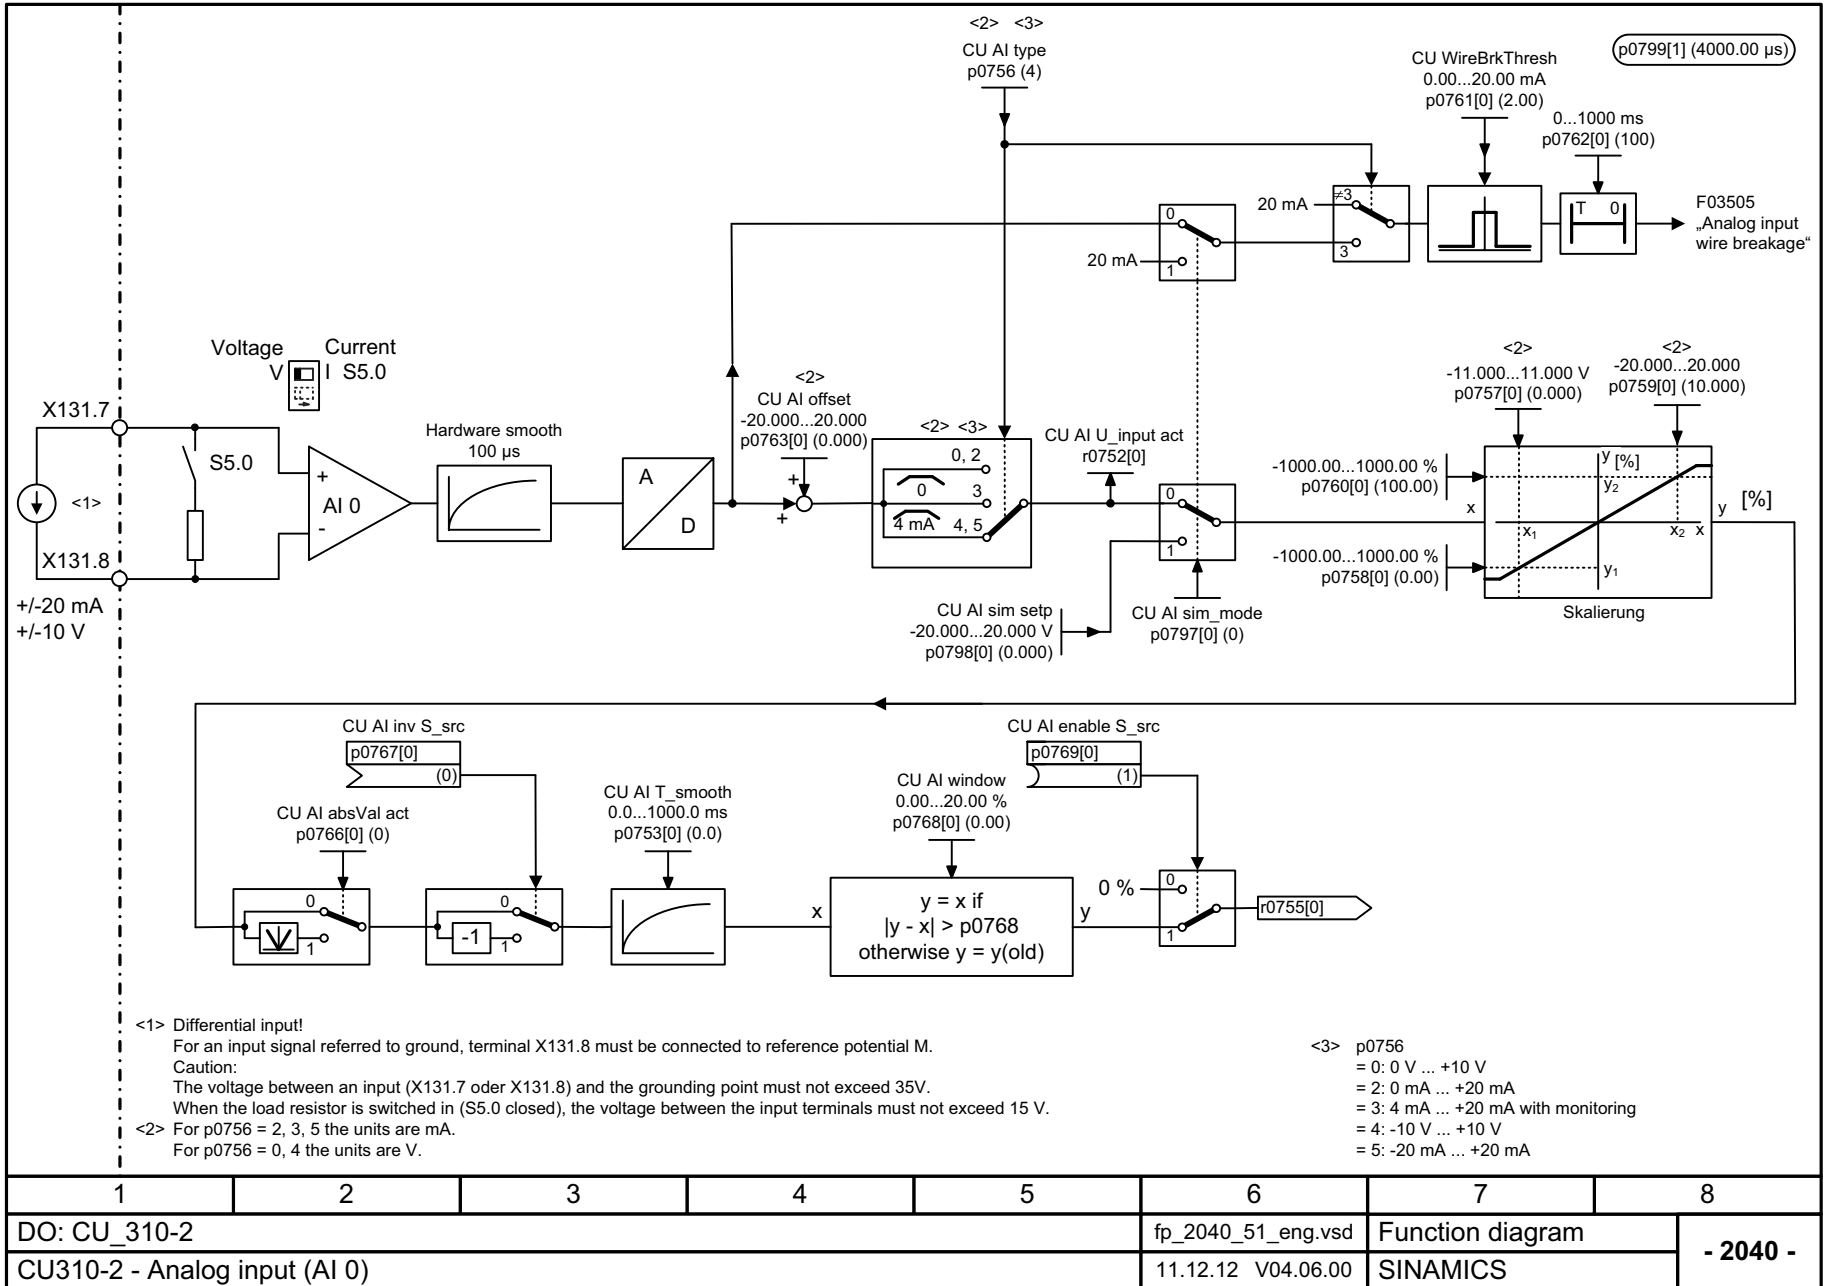 <2> <3>
CU AI type
p0756 (4)
p0799[1] (4000.00 µs)
CU WireBrkThresh
0.00...20.00 mA
p0761[0] (2.00)
0...1000 ms
p0762[0] (100)
0
20 mA
1
20 mA
≠3
3
T 0
F03505
„Analog input
wire breakage“
Voltage Current
V I S5.0
X131.7
S5.0
<1>
X131.8
+/-20 mA
+/-10 V
+
AI 0
-
Hardware smooth
100 µs
A
D
<2>
CU AI offset
-20.000...20.000
p0763[0] (0.000)
+
+
<2> <3>
0, 2
0 3
4 mA 4, 5
CU AI U_input act
r0752[0]
0
1
CU AI sim setp
-20.000...20.000 V
p0798[0] (0.000)
CU AI sim_mode
p0797[0] (0)
<2>
-11.000...11.000 V
p0757[0] (0.000)
<2>
-20.000...20.000
p0759[0] (10.000)
-1000.00...1000.00 %
p0760[0] (100.00)
x
-1000.00...1000.00 %
p0758[0] (0.00)
y [%]
y2
x1
x2 x
y1
y [%]
Skalierung
CU AI inv S_src
p0767[0]
(0)
CU AI absVal act
p0766[0] (0)
0
1
0
-1 1
CU AI T_smooth
0.0...1000.0 ms
p0753[0] (0.0)
CU AI window
0.00...20.00 %
p0768[0] (0.00)
x
y = x if
|y - x| > p0768
otherwise y = y(old)
y
CU AI enable S_src
p0769[0]
(1)
0 %
0
1
r0755[0]
<1> Differential input!
For an input signal referred to ground, terminal X131.8 must be connected to reference potential M.
Caution:
The voltage between an input (X131.7 oder X131.8) and the grounding point must not exceed 35V.
When the load resistor is switched in (S5.0 closed), the voltage between the input terminals must not exceed 15 V.
<2> For p0756 = 2, 3, 5 the units are mA.
For p0756 = 0, 4 the units are V.
<3> p0756
= 0: 0 V ... +10 V
= 2: 0 mA ... +20 mA
= 3: 4 mA ... +20 mA with monitoring
= 4: -10 V ... +10 V
= 5: -20 mA ... +20 mA
1 2 3 4 5 6 7 8
DO: CU_310-2
fp_2040_51_eng.vsd
Function diagram
- 2040 -
CU310-2 - Analog input (AI 0)
11.12.12 V04.06.00
SINAMICS